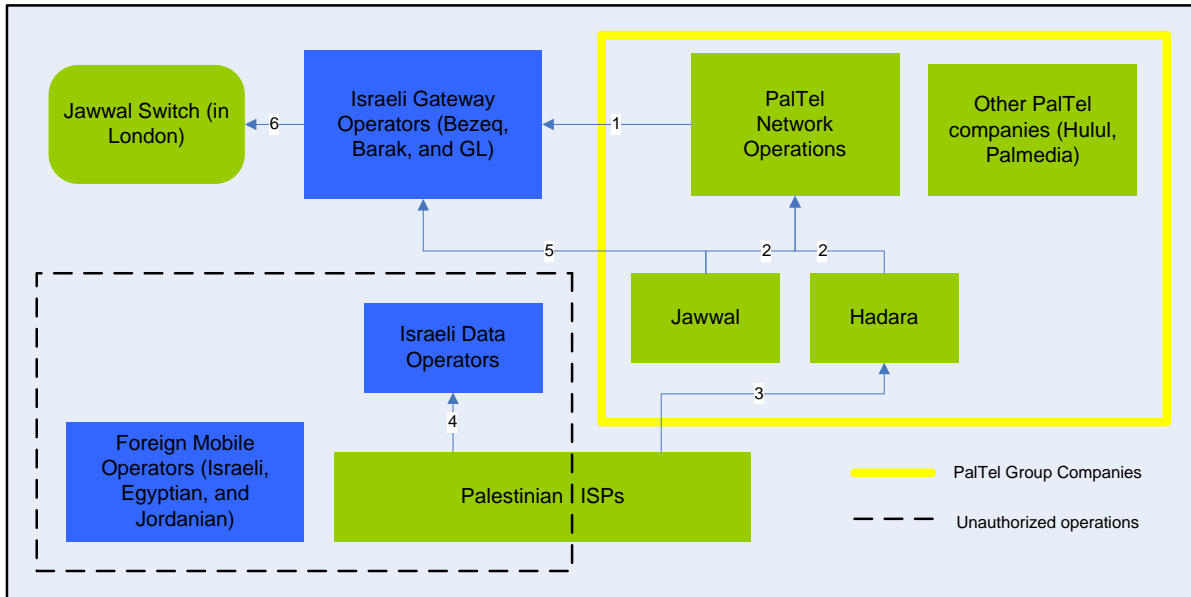 Jawwal Switch (in
London)
6
Israeli Gateway
Operators (Bezeq,
Barak, and GL)
1
PalTel
Network
Operations
Other PalTel
companies (Hulul,
Palmedia)
5
2
2
Jawwal
Hadara
Israeli Data
Operators
4
3
Foreign Mobile
Operators (Israeli,
Egyptian, and
Jordanian)
Palestinian ISPs
PalTel Group Companies
Unauthorized operations